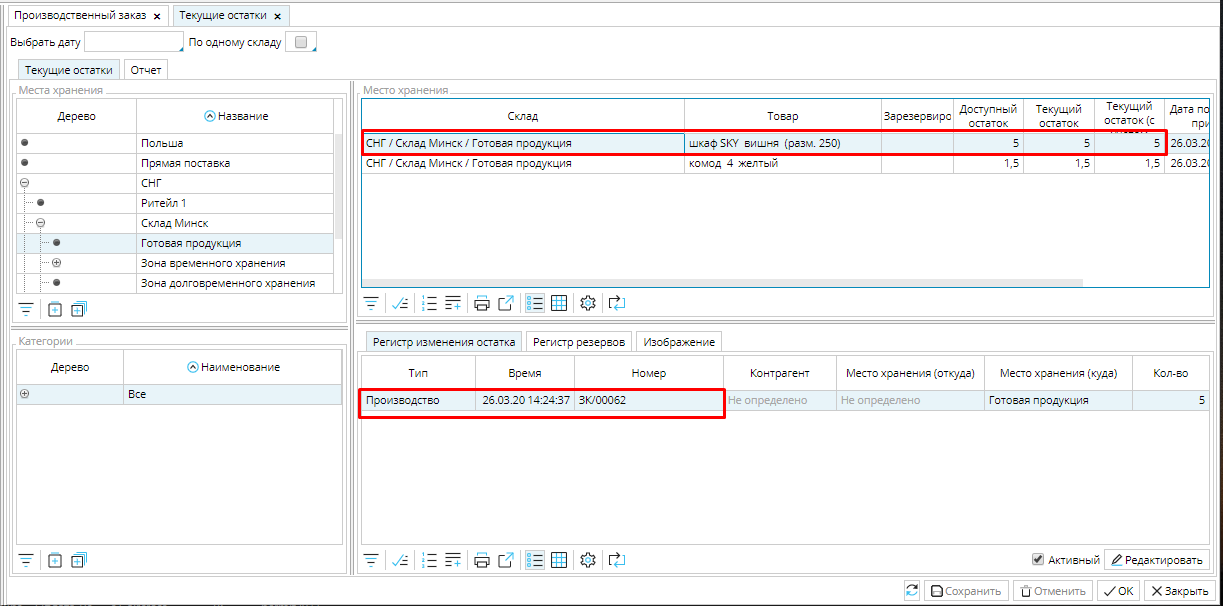 Производственный заказ × Текущие остатки ×
Выбрать дату По одному складу
Текущие остатки Отчет
Места хранения
Дерево Название
Польша
Прямая поставка
СНГ
Ритейл 1
Склад Минск
Готовая продукция
Зона временного хранения
Зона долговременного хранения
Категории
Дерево Наименование
Все
Место хранения
Склад Товар Зарезервиро Доступный остаток Текущий остаток Текущий остаток (с Дата по при
СНГ / Склад Минск / Готовая продукция шкаф SKY вишня (разм. 250) 5 5 5 26.03.20
СНГ / Склад Минск / Готовая продукция комод 4 желтый 1,5 1,5 1,5 26.03.20
Регистр изменения остатка Регистр резервов Изображение
Тип Время Номер Контрагент Место хранения (откуда) Место хранения (куда) Кол-во
Производство 26.03.20 14:24:37 ЗК/00062 Не определено Не определено Готовая продукция 5
Активный Редактировать
Сохранить Отменить OK Закрыть